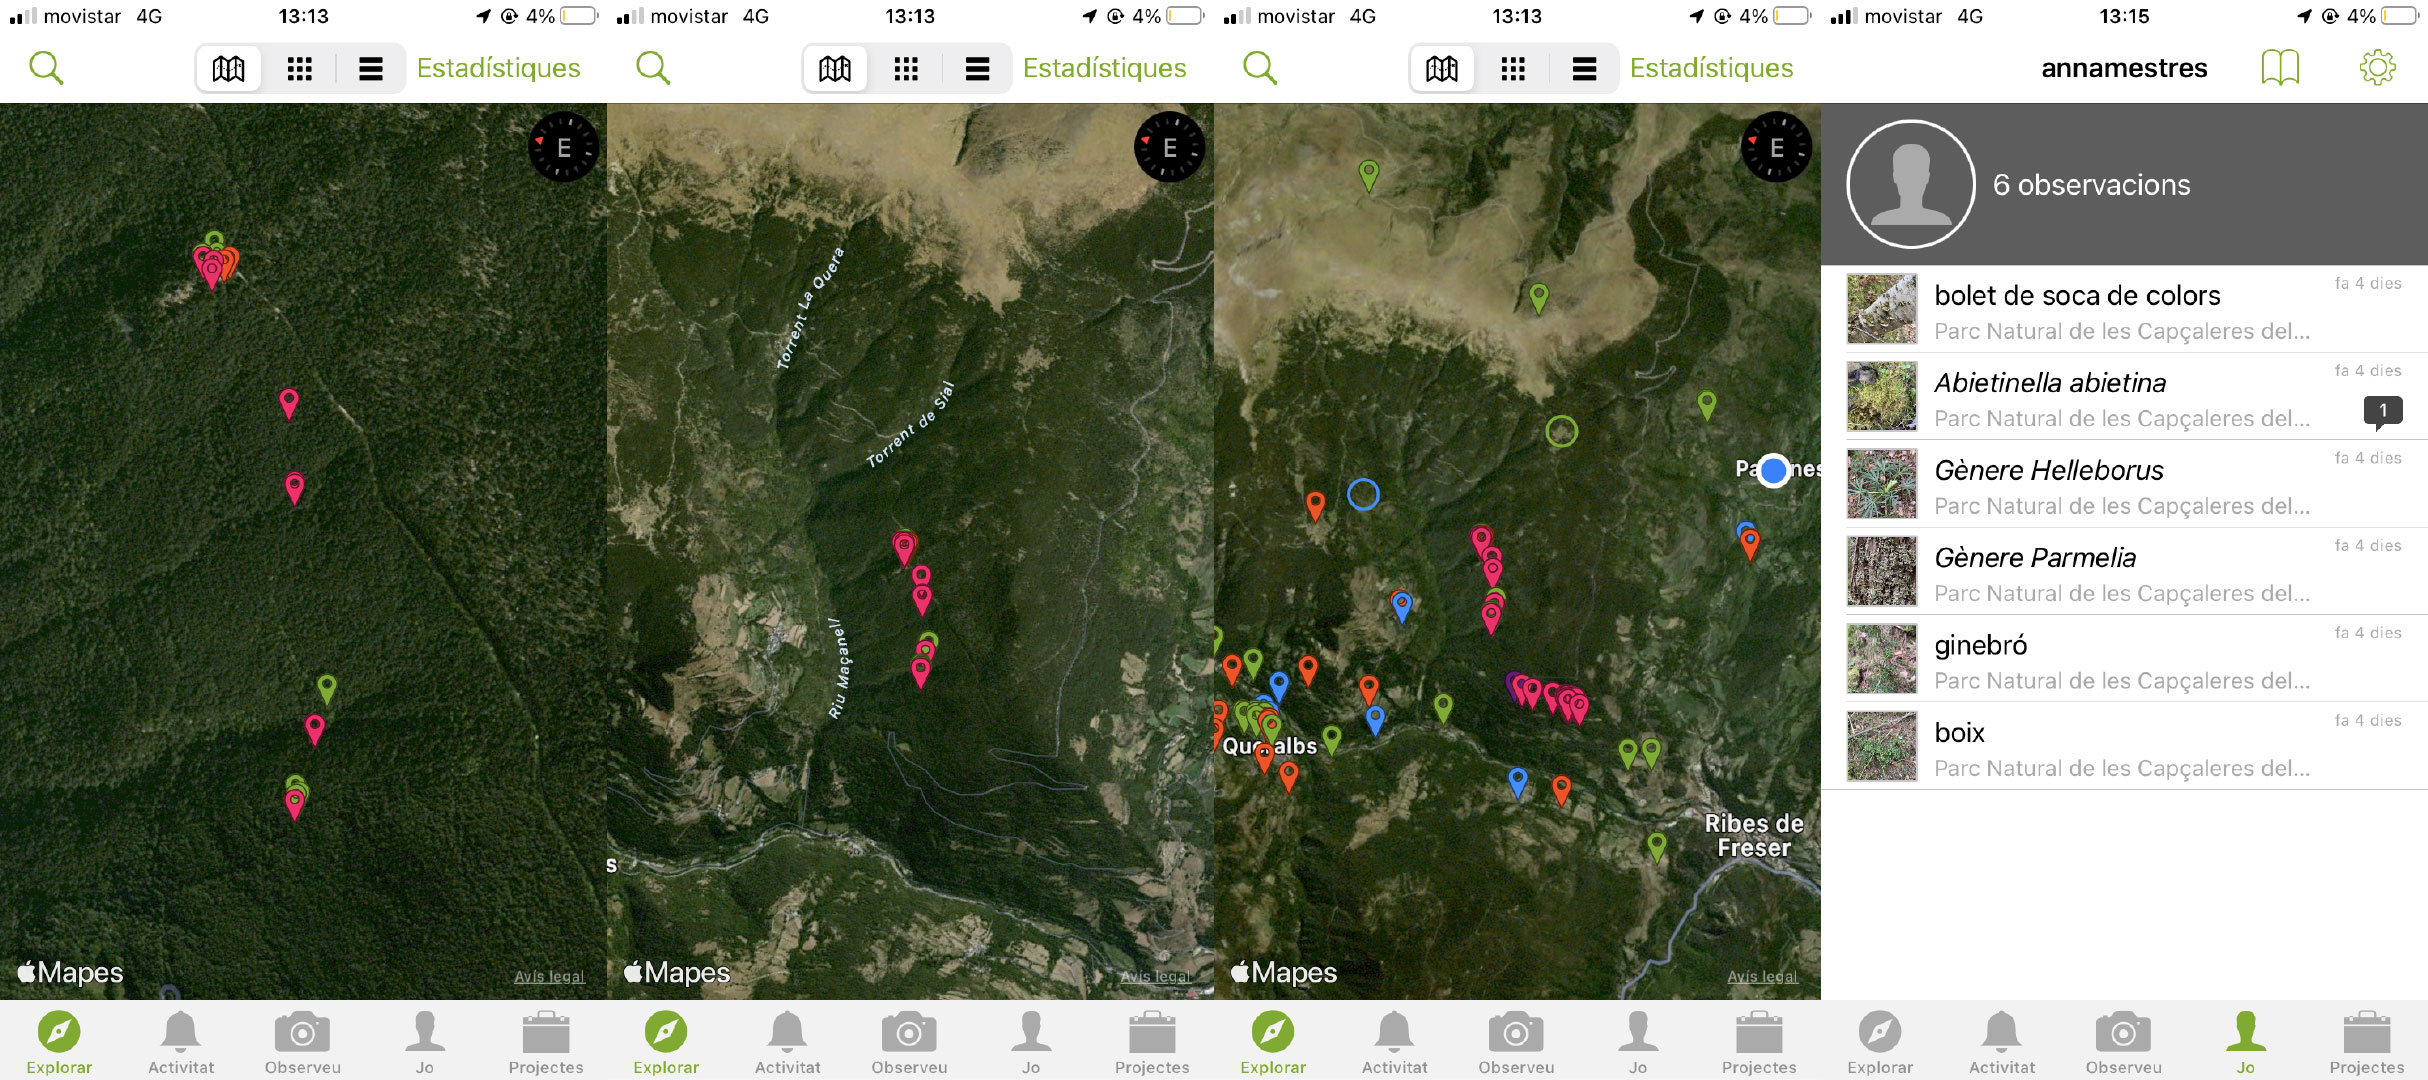 movistar 4G 13:13 4%
Estadístiques
E
Mapes
Avís legal
Explorar Activitat Observeu Jo Projectes
movistar 4G 13:13 4%
Estadístiques
E
Torrent La Quera
Torrent de Sial
Riu Maçanell
s
Mapes
Avís legal
Explorar Activitat Observeu Jo Projectes
movistar 4G 13:13 4%
Estadístiques
E
Ribes de
Freser
Mapes
Avís legal
Explorar Activitat Observeu Jo Projectes
movistar 4G 13:15 4%
annamestres
6 observacions
bolet de soca de colors
fa 4 dies
Parc Natural de les Capçaleres del...
Abietinella abietina
fa 4 dies
Parc Natural de les Capçaleres del...
1
Gènere Helleborus
fa 4 dies
Parc Natural de les Capçaleres del...
Gènere Parmelia
fa 4 dies
Parc Natural de les Capçaleres del...
ginebró
fa 4 dies
Parc Natural de les Capçaleres del...
boix
fa 4 dies
Parc Natural de les Capçaleres del...
Explorar Activitat Observeu Jo Projectes